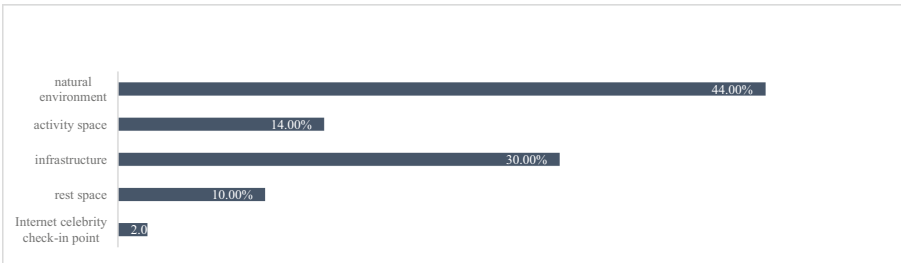 natural
environment
44.00%
activity space
14.00%
infrastructure
30.00%
rest space
10.00%
Internet celebrity
check-in point
2.0